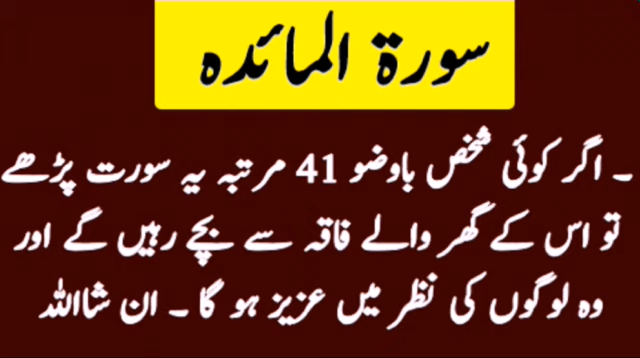 سورۃ المائدہ
۔ اگر کوئی شخص باوضو 41 مرتبہ یہ سورت پڑھے
تو اس کے گھر والے فاقہ سے بچے رہیں گے اور
وہ لوگوں کی نظر میں عزیز ہو گا ۔ ان شااللہ